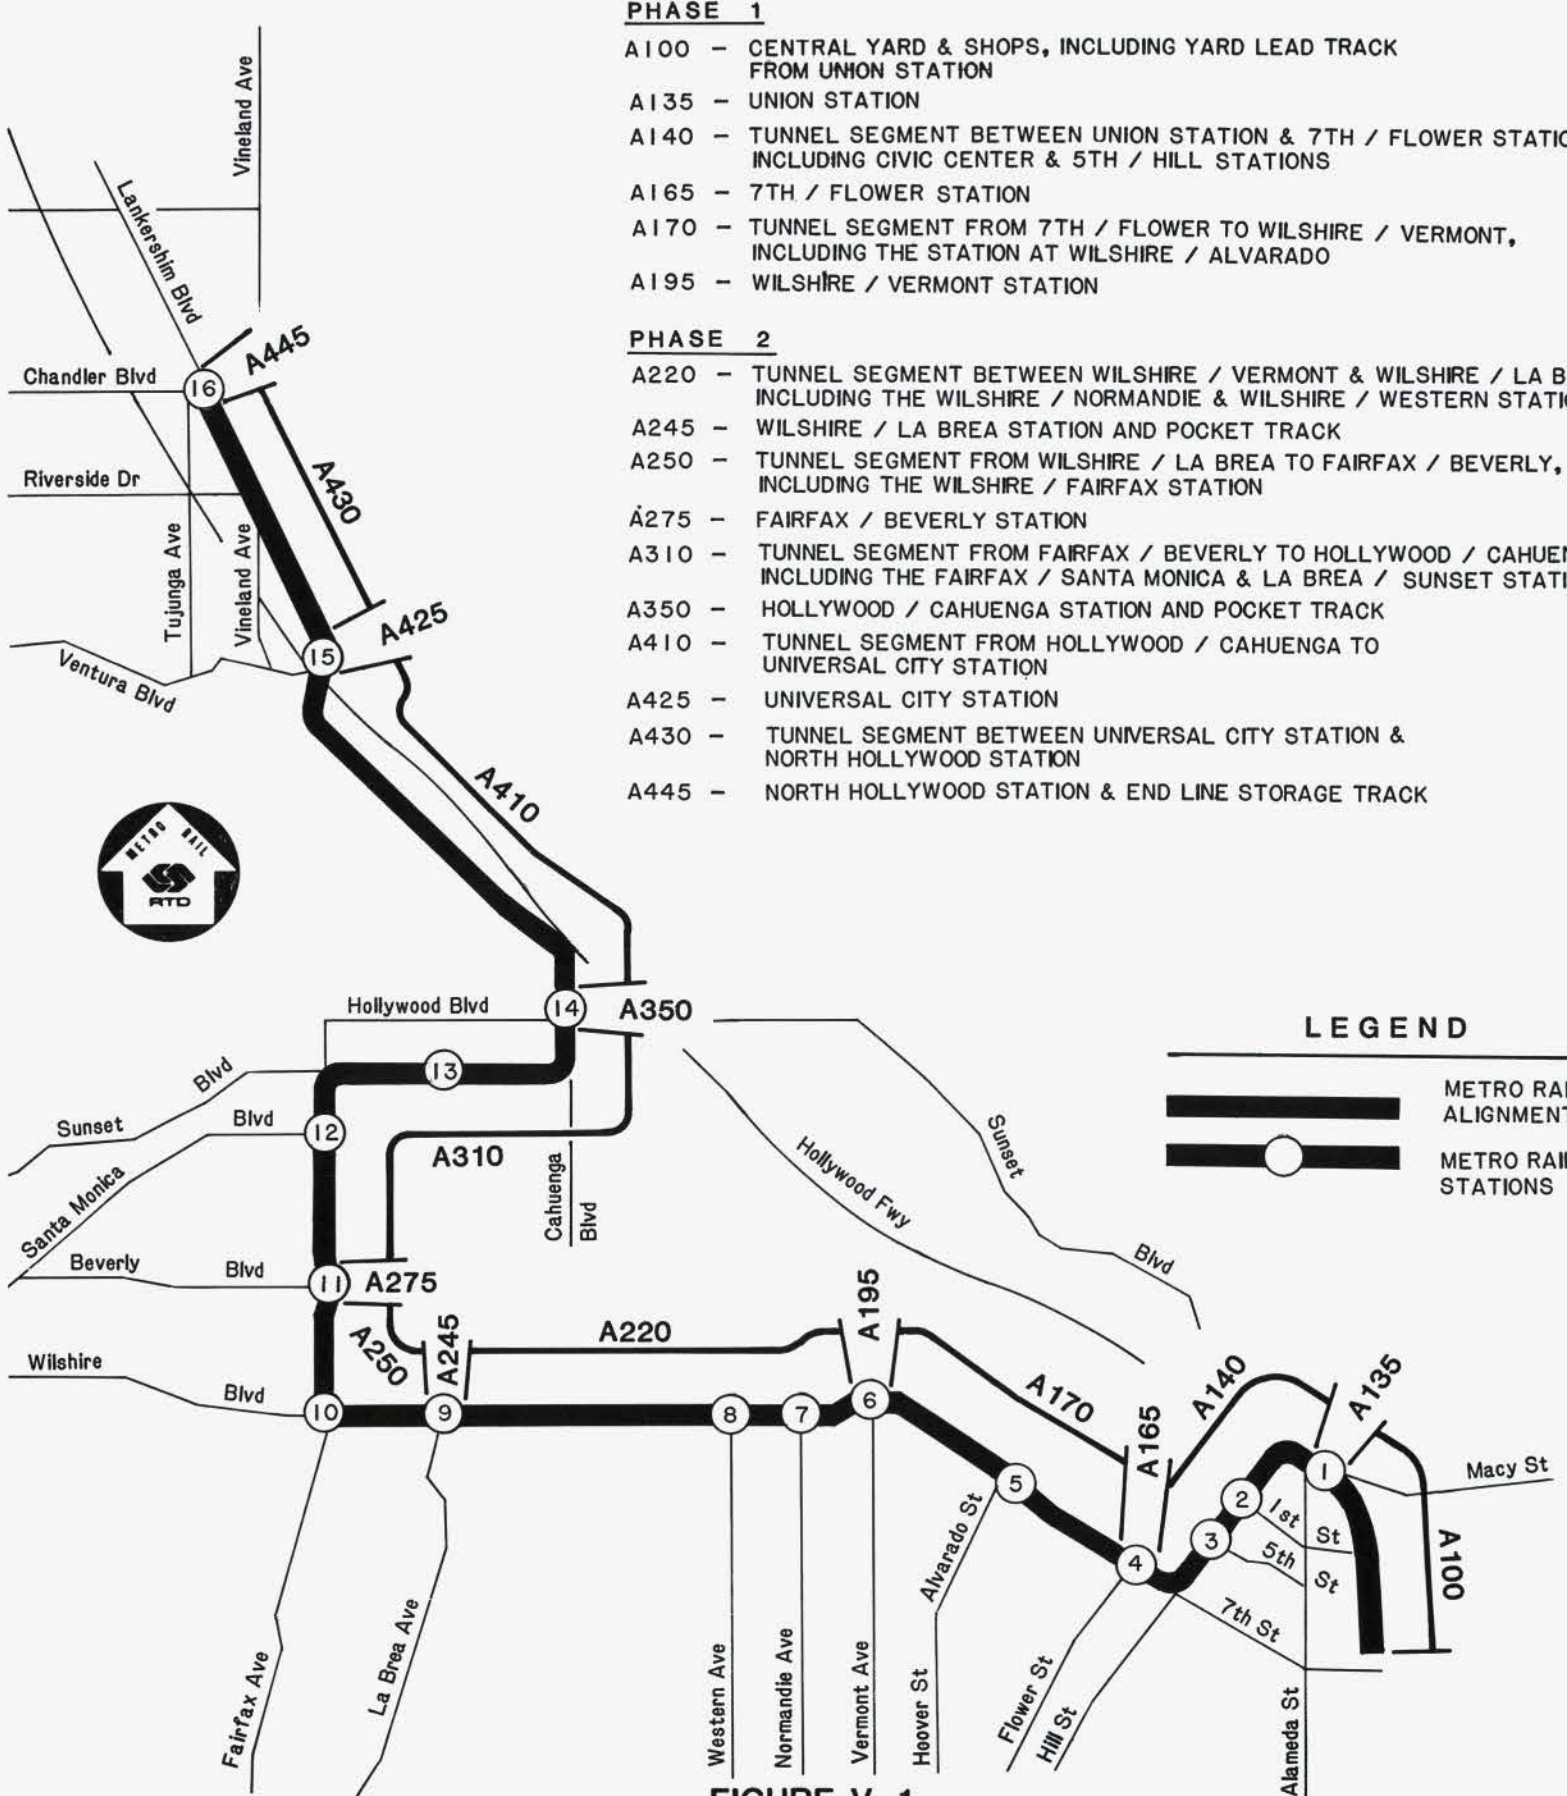 PHASE 1
A100 - CENTRAL YARD & SHOPS, INCLUDING YARD LEAD TRACK
FROM UNION STATION
A135 - UNION STATION
A140 - TUNNEL SEGMENT BETWEEN UNION STATION & 7TH / FLOWER STATIO
INCLUDING CIVIC CENTER & 5TH / HILL STATIONS
A165 - 7TH / FLOWER STATION
A170 - TUNNEL SEGMENT FROM 7TH / FLOWER TO WILSHIRE / VERMONT,
INCLUDING THE STATION AT WILSHIRE / ALVARADO
A195 - WILSHIRE / VERMONT STATION
PHASE 2
A220 - TUNNEL SEGMENT BETWEEN WILSHIRE / VERMONT & WILSHIRE / LA B
INCLUDING THE WILSHIRE / NORMANDIE & WILSHIRE / WESTERN STATI
A245 - WILSHIRE / LA BREA STATION AND POCKET TRACK
A250 - TUNNEL SEGMENT FROM WILSHIRE / LA BREA TO FAIRFAX / BEVERLY,
INCLUDING THE WILSHIRE / FAIRFAX STATION
A275 - FAIRFAX / BEVERLY STATION
A310 - TUNNEL SEGMENT FROM FAIRFAX / BEVERLY TO HOLLYWOOD / CAHUEN
INCLUDING THE FAIRFAX / SANTA MONICA & LA BREA / SUNSET STATI
A350 - HOLLYWOOD / CAHUENGA STATION AND POCKET TRACK
A410 - TUNNEL SEGMENT FROM HOLLYWOOD / CAHUENGA TO
UNIVERSAL CITY STATION
A425 - UNIVERSAL CITY STATION
A430 - TUNNEL SEGMENT BETWEEN UNIVERSAL CITY STATION &
NORTH HOLLYWOOD STATION
A445 - NORTH HOLLYWOOD STATION & END LINE STORAGE TRACK
Vineland Ave
Lankershim Blvd
A445
Chandler Blvd
16
A430
Riverside Dr
Tujunga Ave
Vineland Ave
A425
15
Ventura Blvd
A410
METRO RAIL
RTD
Hollywood Blvd
14
A350
13
Sunset Blvd
12
Santa Monica Blvd
A310
Cahuenga Blvd
Hollywood Fwy
Sunset Blvd
LEGEND
METRO RAI
ALIGNMENT
METRO RAI
STATIONS
Beverly Blvd
11
A275
A250
A245
A220
A195
Wilshire Blvd
10
9
8
7
6
A170
A165
A140
A135
5
4
3
2
1
Macy St
1st St
5th St
7th St
A100
Fairfax Ave
La Brea Ave
Western Ave
Normandie Ave
Vermont Ave
Hoover St
Alvarado St
Flower St
Hill St
Alameda St
FIGURE V-1